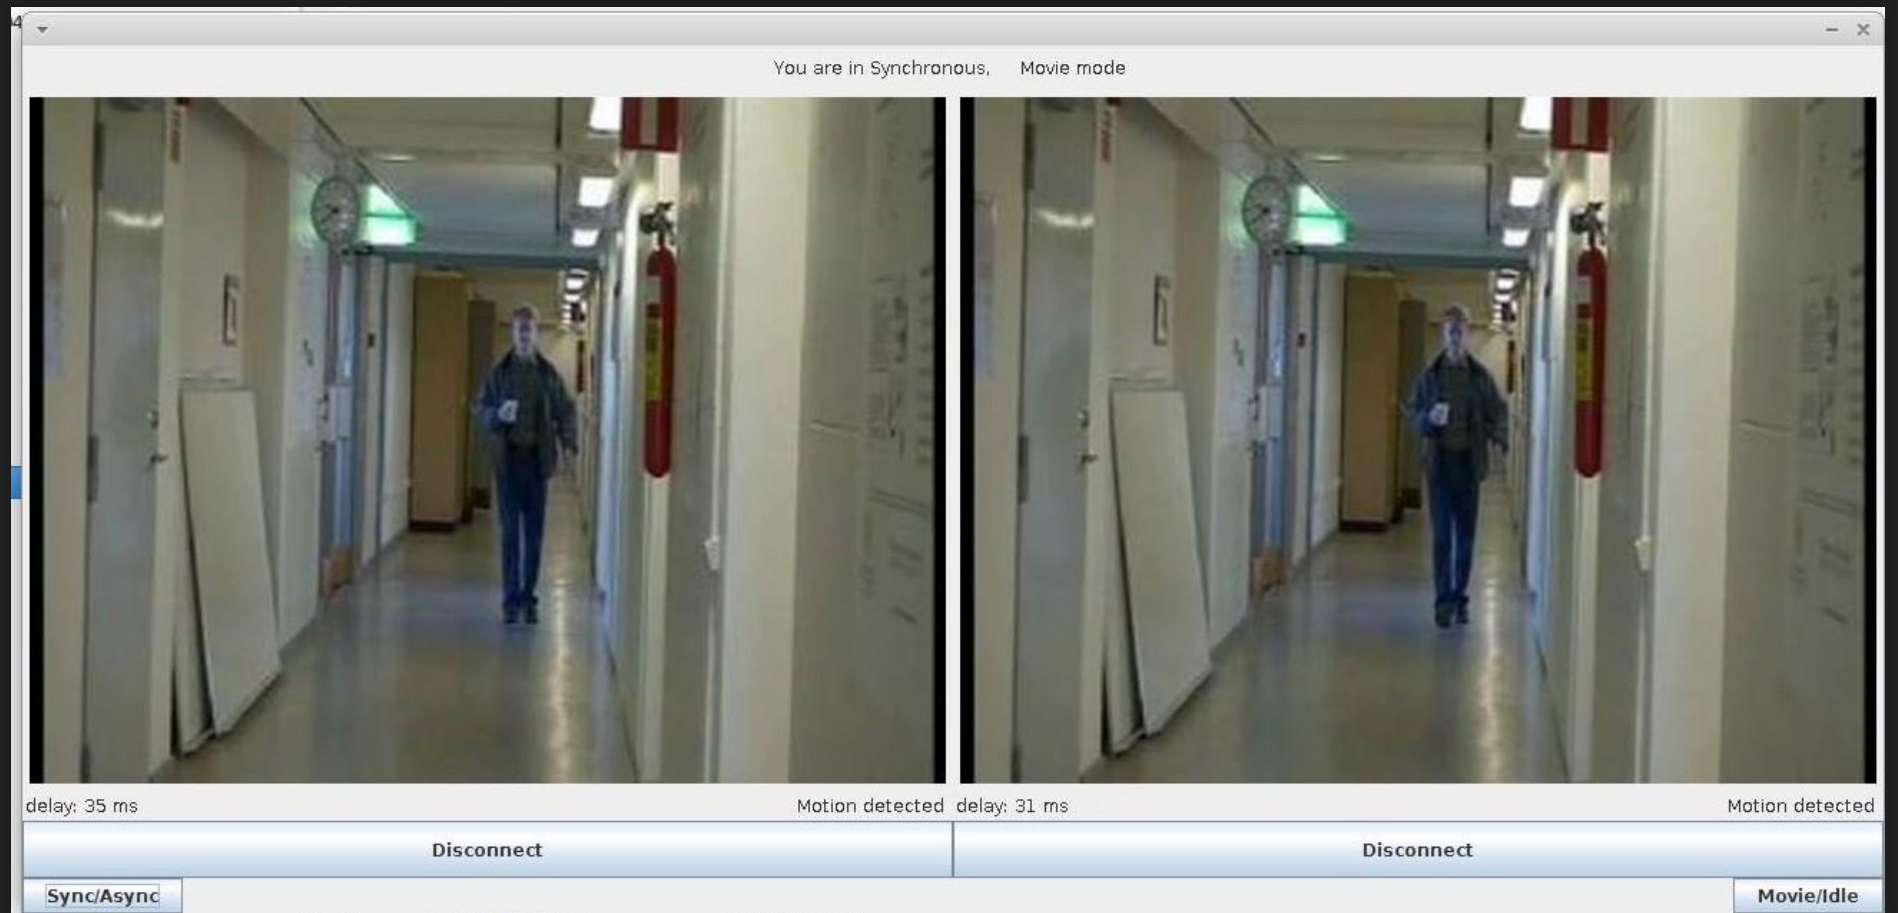 You are in Synchronous, Movie mode
delay: 35 ms
Motion detected
delay: 31 ms
Motion detected
Disconnect
Disconnect
Sync/Async
Movie/Idle